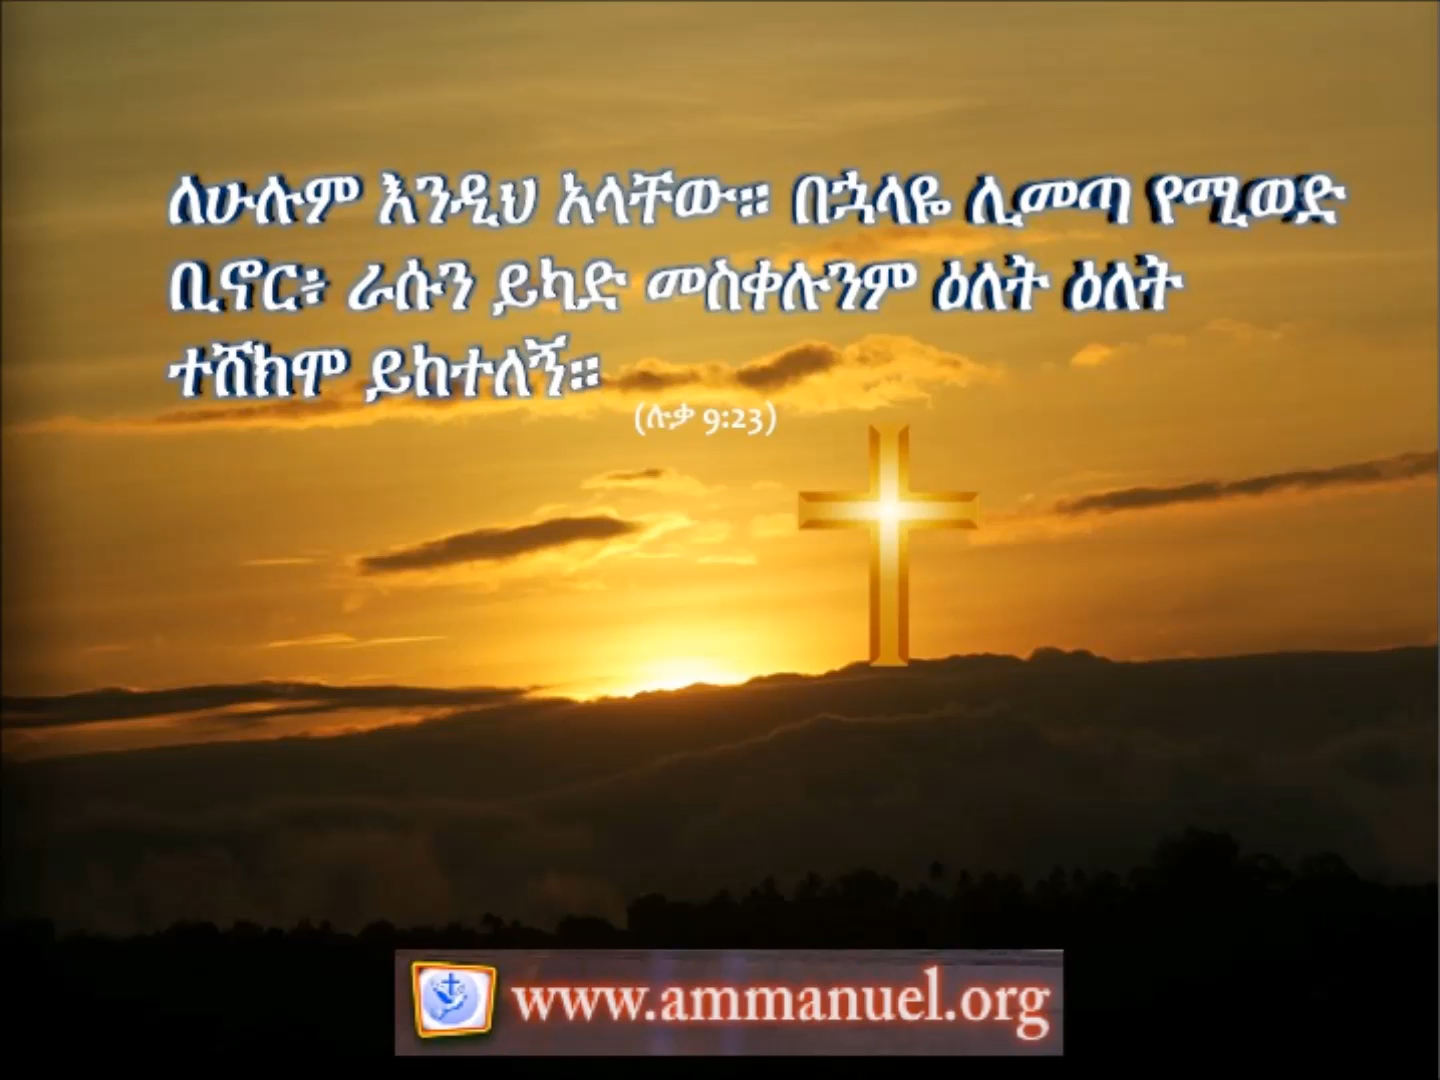 ለሁሉም እንዲህ አላቸው። በኋላዬ ሊመጣ የሚወድ
ቢኖር፥ ራሱን ይካድ መስቀሉንም ዕለት ዕለት
ተሸክሞ ይከተለኝ።
(ሉቃ 9:23)
www.ammanuel.org